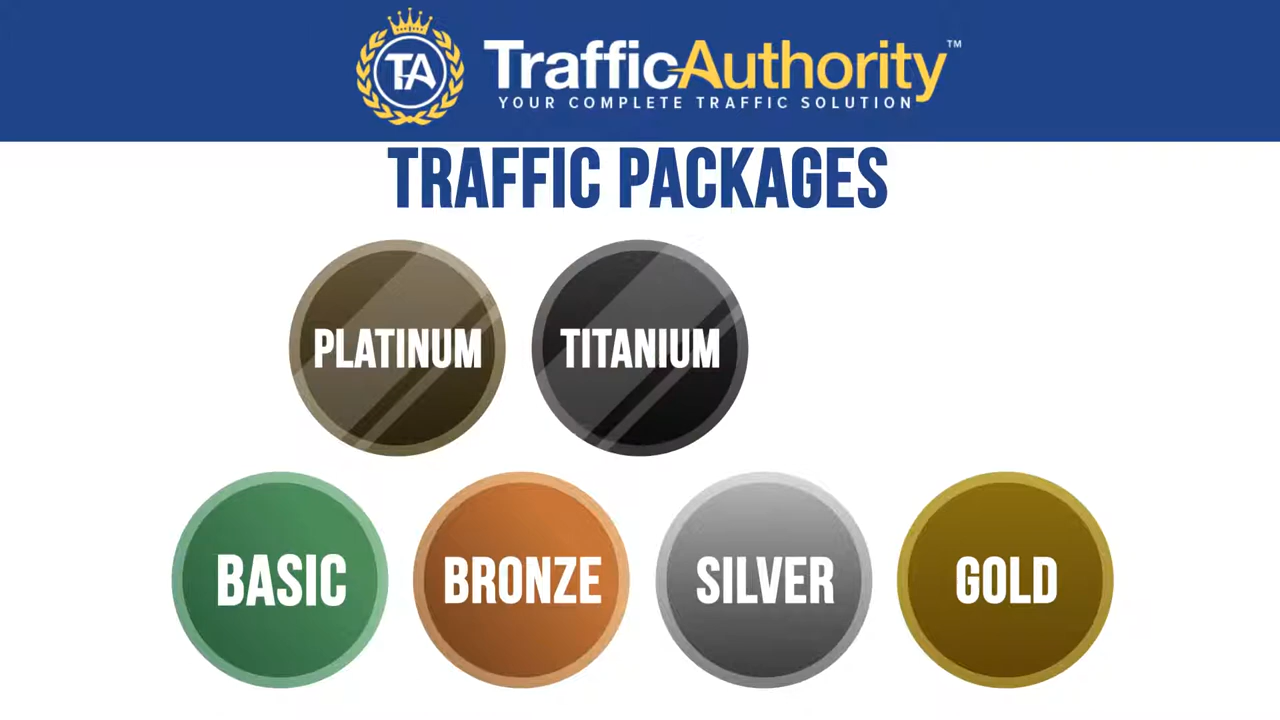 TA TrafficAuthority™
YOUR COMPLETE TRAFFIC SOLUTION
TRAFFIC PACKAGES
PLATINUM TITANIUM
BASIC BRONZE SILVER GOLD